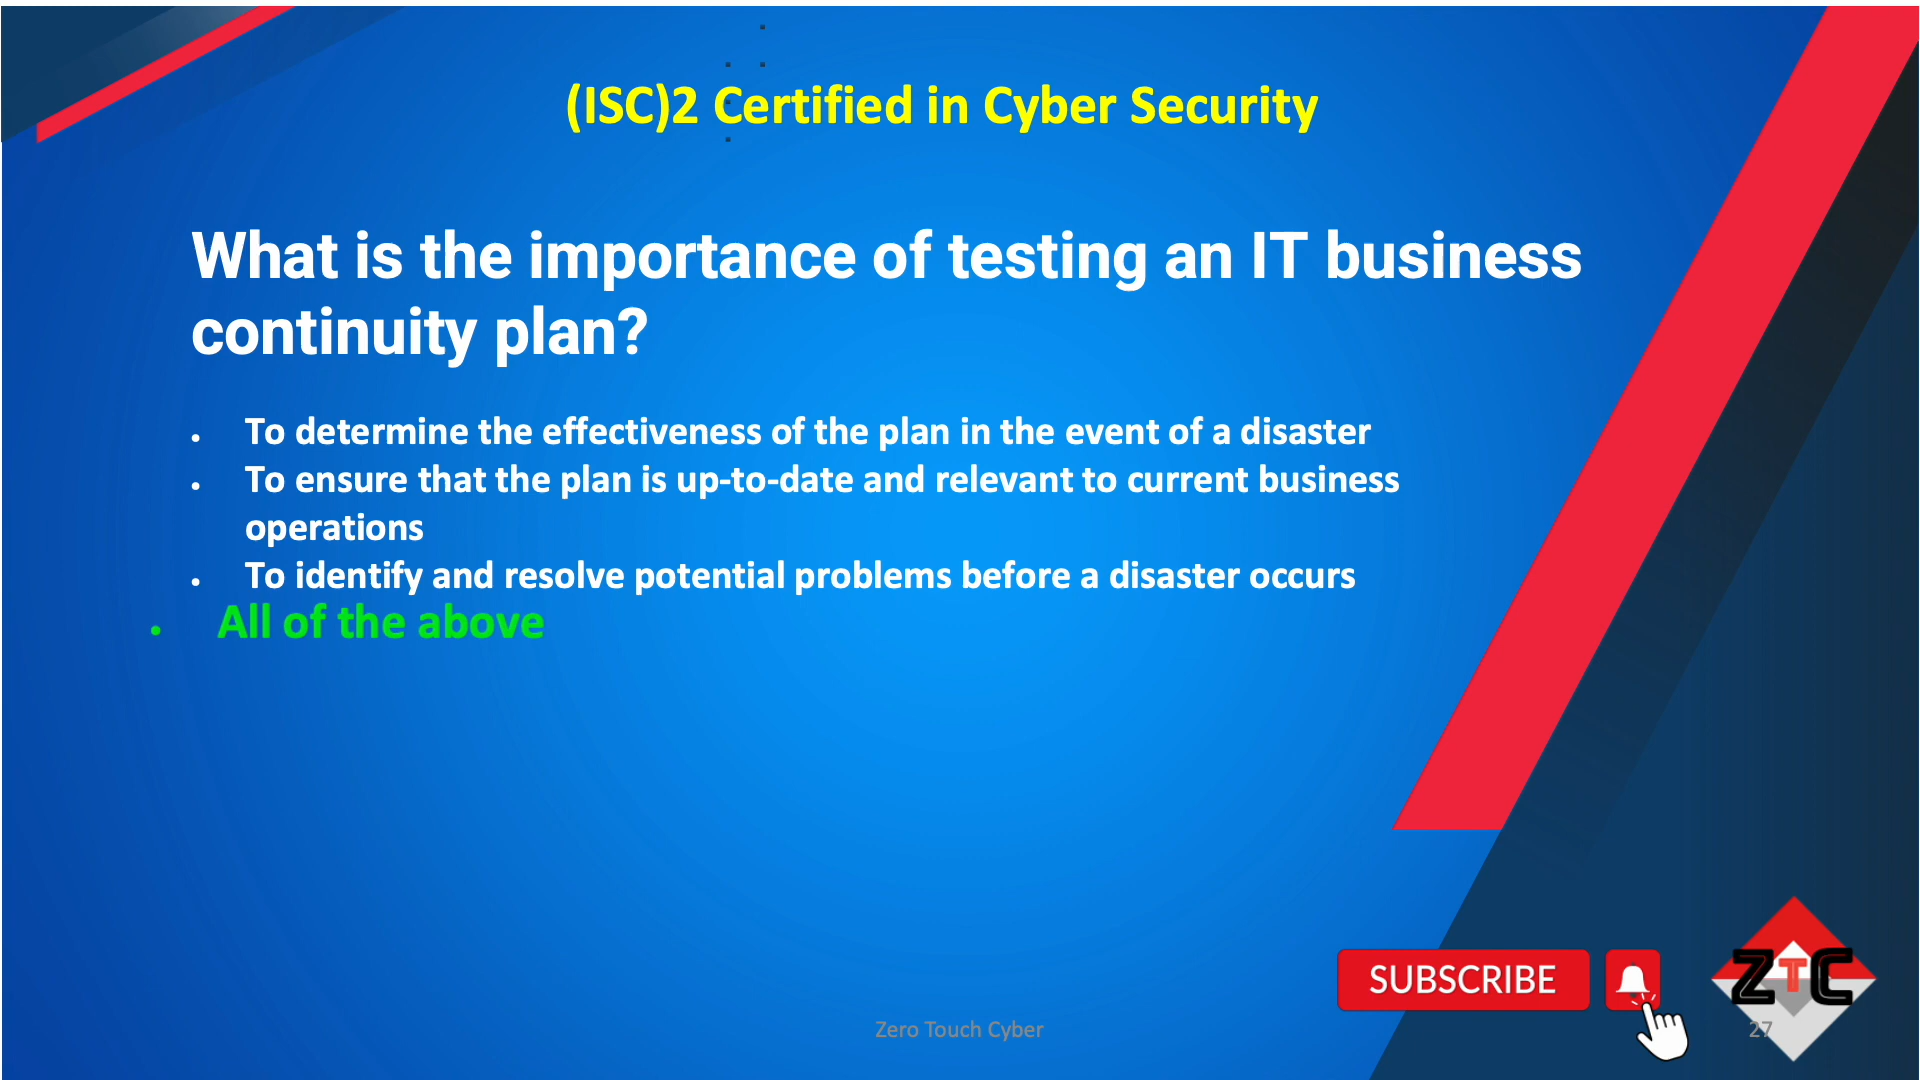 (ISC)2 Certified in Cyber Security
What is the importance of testing an IT business
continuity plan?
• To determine the effectiveness of the plan in the event of a disaster
• To ensure that the plan is up-to-date and relevant to current business
operations
• To identify and resolve potential problems before a disaster occurs
• All of the above
SUBSCRIBE
ZTC
Zero Touch Cyber
27